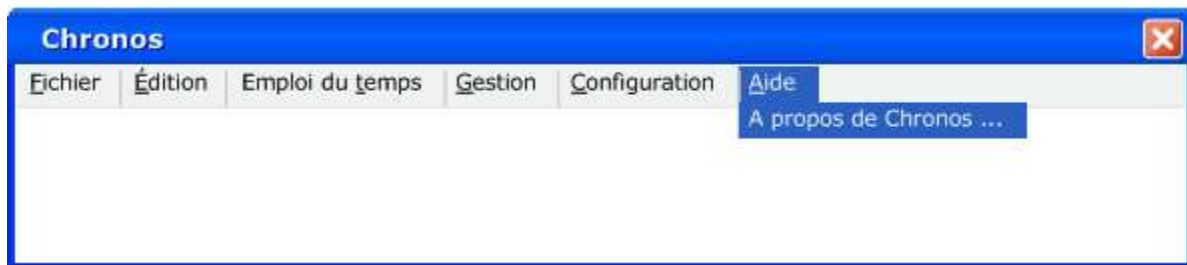 Chronos
Fichier Édition Emploi du temps Gestion Configuration Aide
A propos de Chronos ...